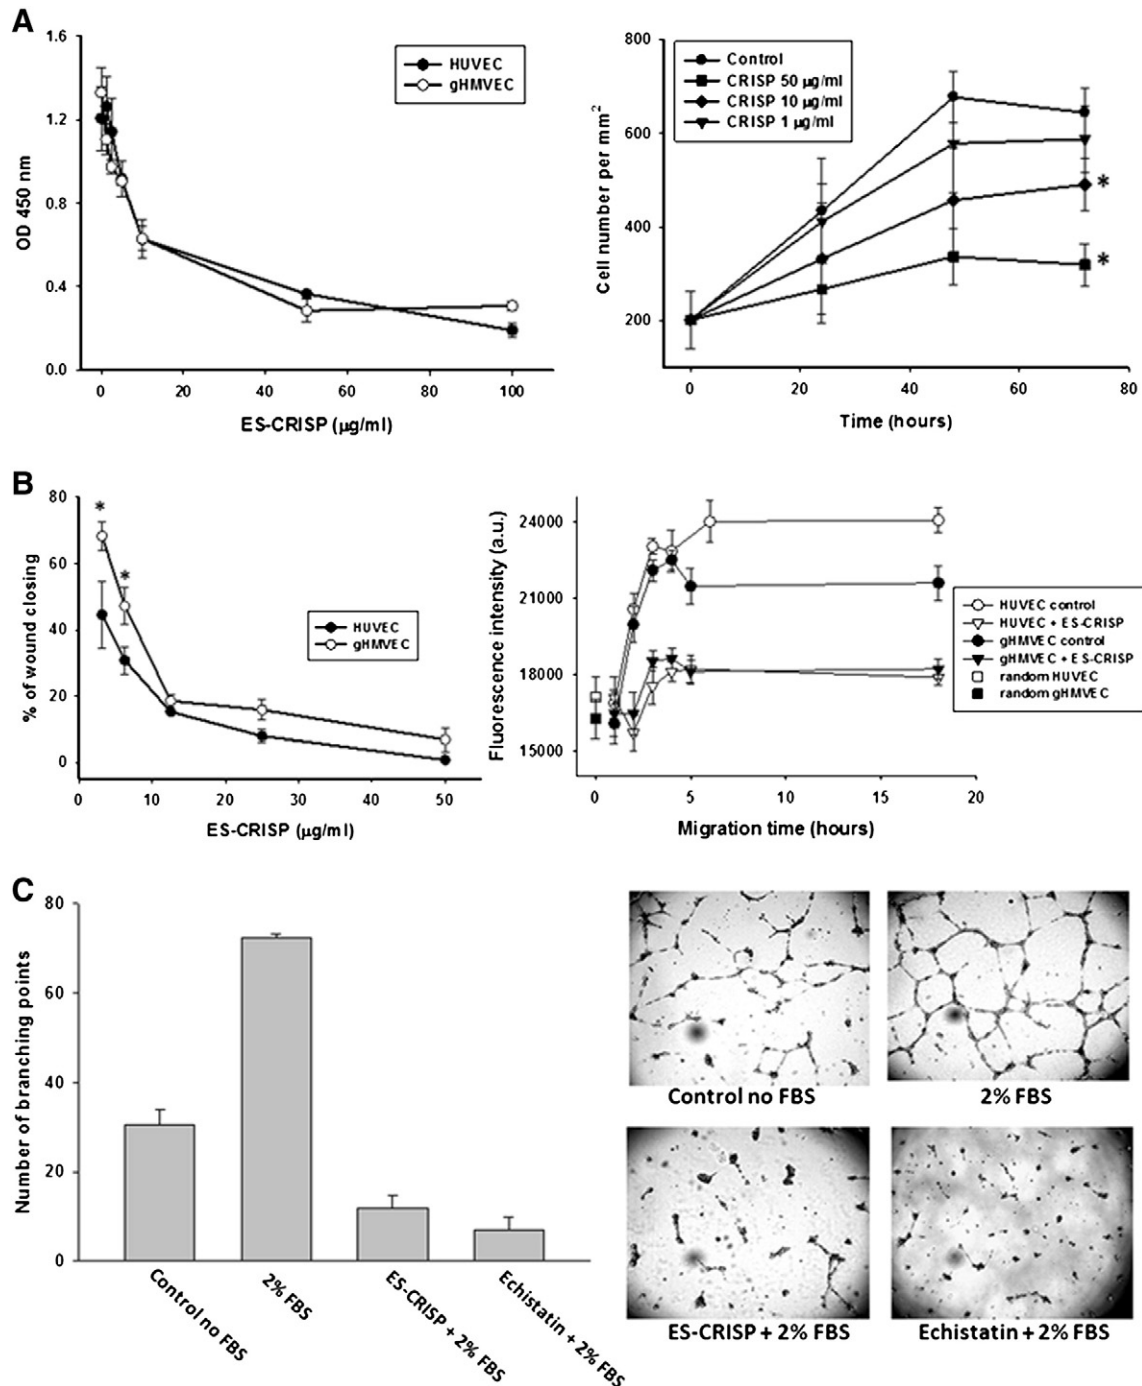 A
1.6
1.2
0.8
0.4
0.0
OD 450 nm
0
20
40
60
80
100
ES-CRISP (µg/ml)
HUVEC
gHMVEC
800
600
400
200
Cell number per mm²
0
20
40
60
80
Time (hours)
Control
CRISP 50 µg/ml
CRISP 10 µg/ml
CRISP 1 µg/ml
*
*
B
80
60
40
20
0
% of wound closing
0
10
20
30
40
50
ES-CRISP (µg/ml)
*
*
HUVEC
gHMVEC
24000
21000
18000
15000
Fluorescence intensity (a.u.)
0
5
10
15
20
Migration time (hours)
HUVEC control
HUVEC + ES-CRISP
gHMVEC control
gHMVEC + ES-CRISP
random HUVEC
random gHMVEC
C
80
60
40
20
0
Number of branching points
Control no FBS
2% FBS
ES-CRISP + 2% FBS
Echistatin + 2% FBS
Control no FBS
2% FBS
ES-CRISP + 2% FBS
Echistatin + 2% FBS